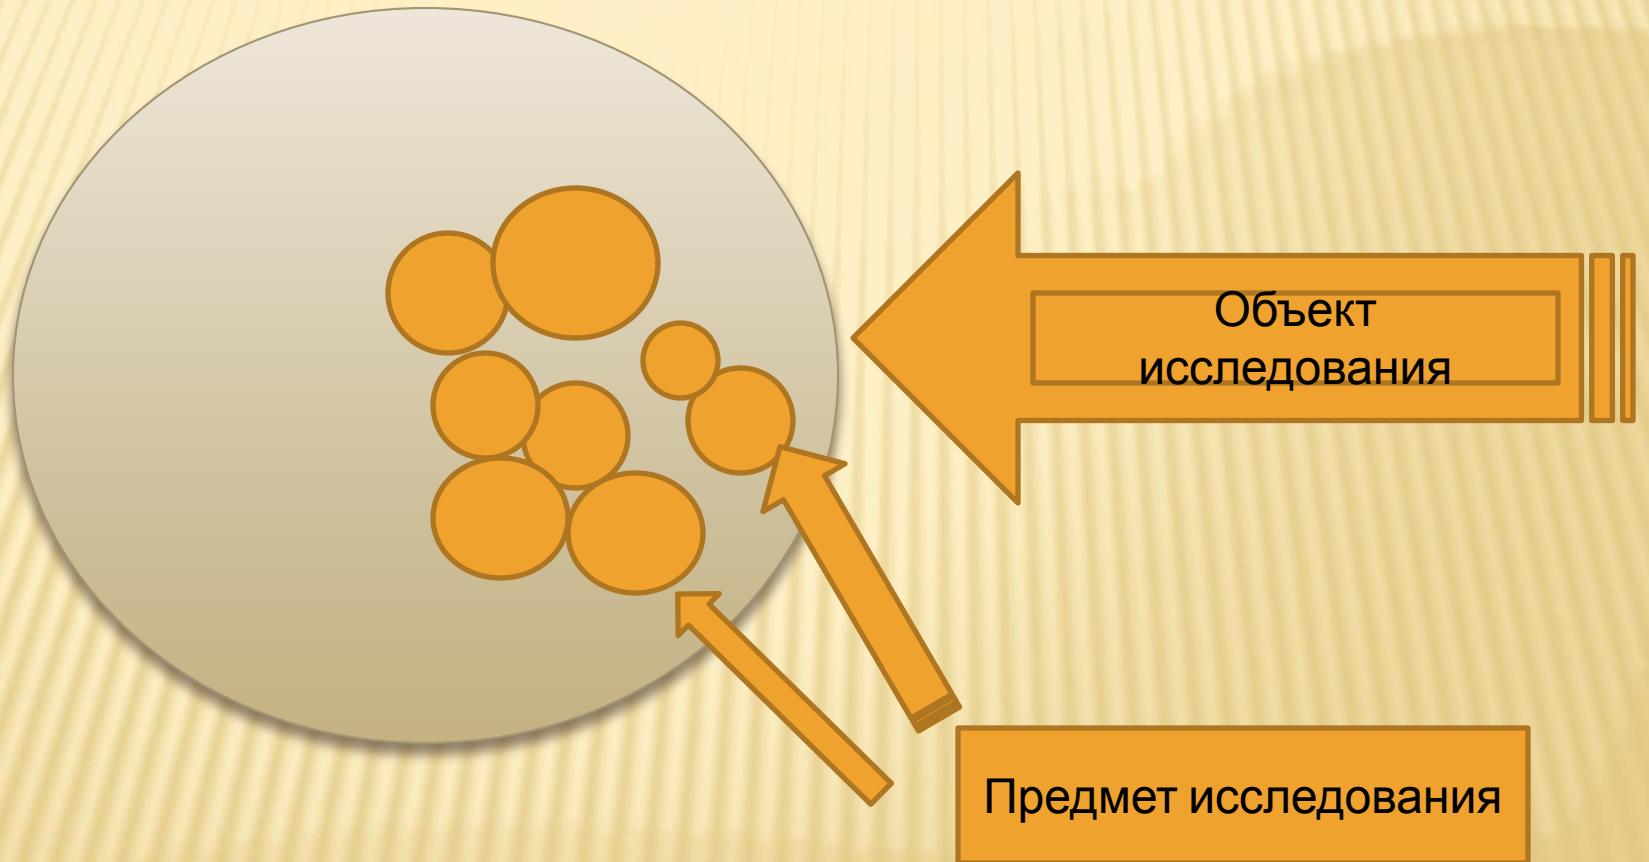 Объект
исследования
Предмет исследования